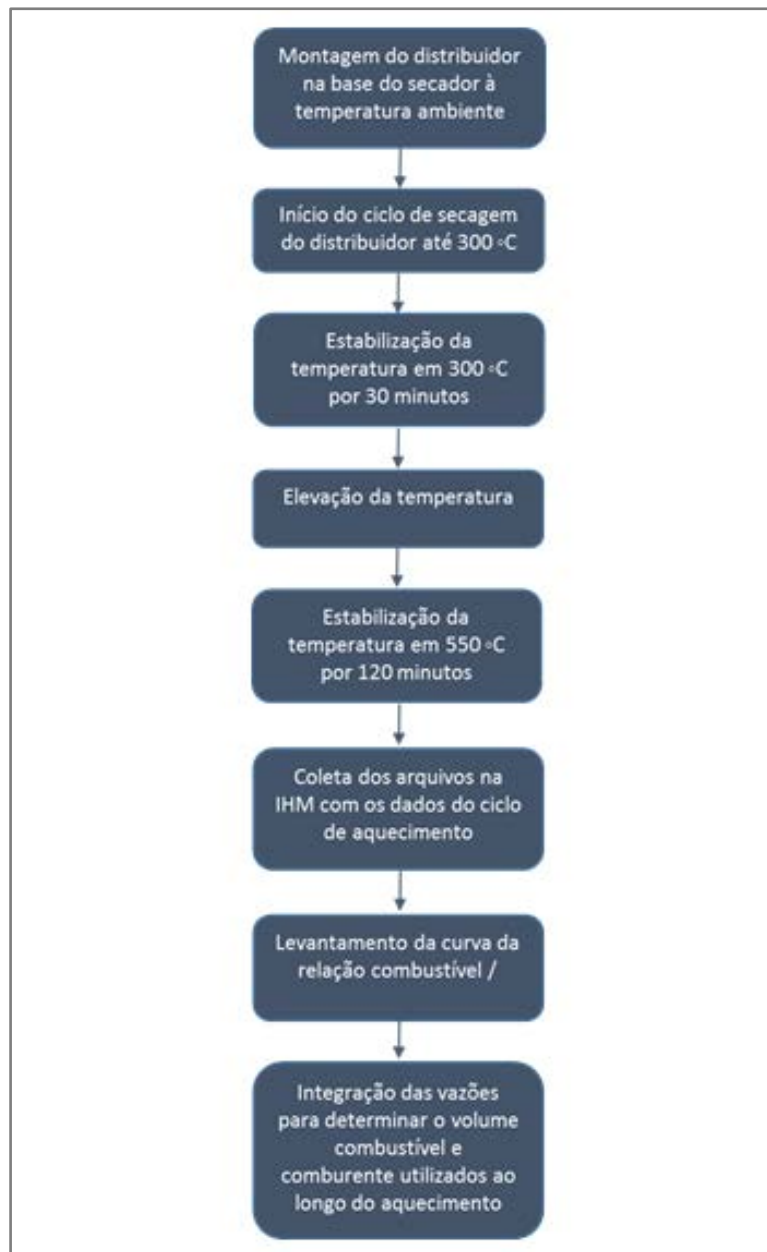 Montagem do distribuidor
na base do secador à
temperatura ambiente
Início do ciclo de secagem
do distribuidor até 300 ◦C
Estabilização da
temperatura em 300 ◦C
por 30 minutos
Elevação da temperatura
Estabilização da
temperatura em 550 ◦C
por 120 minutos
Coleta dos arquivos na
IHM com os dados do ciclo
de aquecimento
Levantamento da curva da
relação combustível /
Integração das vazões
para determinar o volume
combustível e
comburente utilizados ao
longo do aquecimento